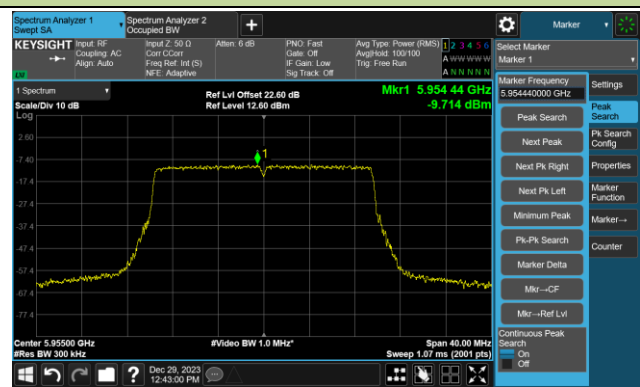 Spectrum Analyzer 1
Swept SA
Spectrum Analyzer 2
Occupied BW
Marker
KEYSIGHT
Input: RF
Coupling: AC
Align: Auto
Input Z: 50 Ω
Corr CCorr
Freq Ref: Int (S)
NFE: Adaptive
Atten: 6 dB
PNO: Fast
Gate: Off
IF Gain: Low
Sig Track: Off
Avg Type: Power (RMS)
Avg|Hold: 100/100
Trig: Free Run
1 2 3 4 5 6
A W W W W W
A N N N N N
Select Marker
Marker 1
1 Spectrum
Scale/Div 10 dB
Log
Ref Lvl Offset 22.60 dB
Ref Level 12.60 dBm
Mkr1 5.954 44 GHz
-9.714 dBm
1
2.60
-7.40
-17.4
-27.4
-37.4
-47.4
-57.4
-67.4
-77.4
Center 5.95500 GHz
#Res BW 300 kHz
#Video BW 1.0 MHz*
Span 40.00 MHz
Sweep 1.07 ms (2001 pts)
Marker Frequency
5.954440000 GHz
Peak Search
Next Peak
Next Pk Right
Next Pk Left
Minimum Peak
Pk-Pk Search
Marker Delta
Mkr→CF
Mkr→Ref Lvl
Continuous Peak
Search
On
Off
Settings
Peak
Search
Pk Search
Config
Properties
Marker
Function
Marker→
Counter
?
Dec 29, 2023
12:43:00 PM